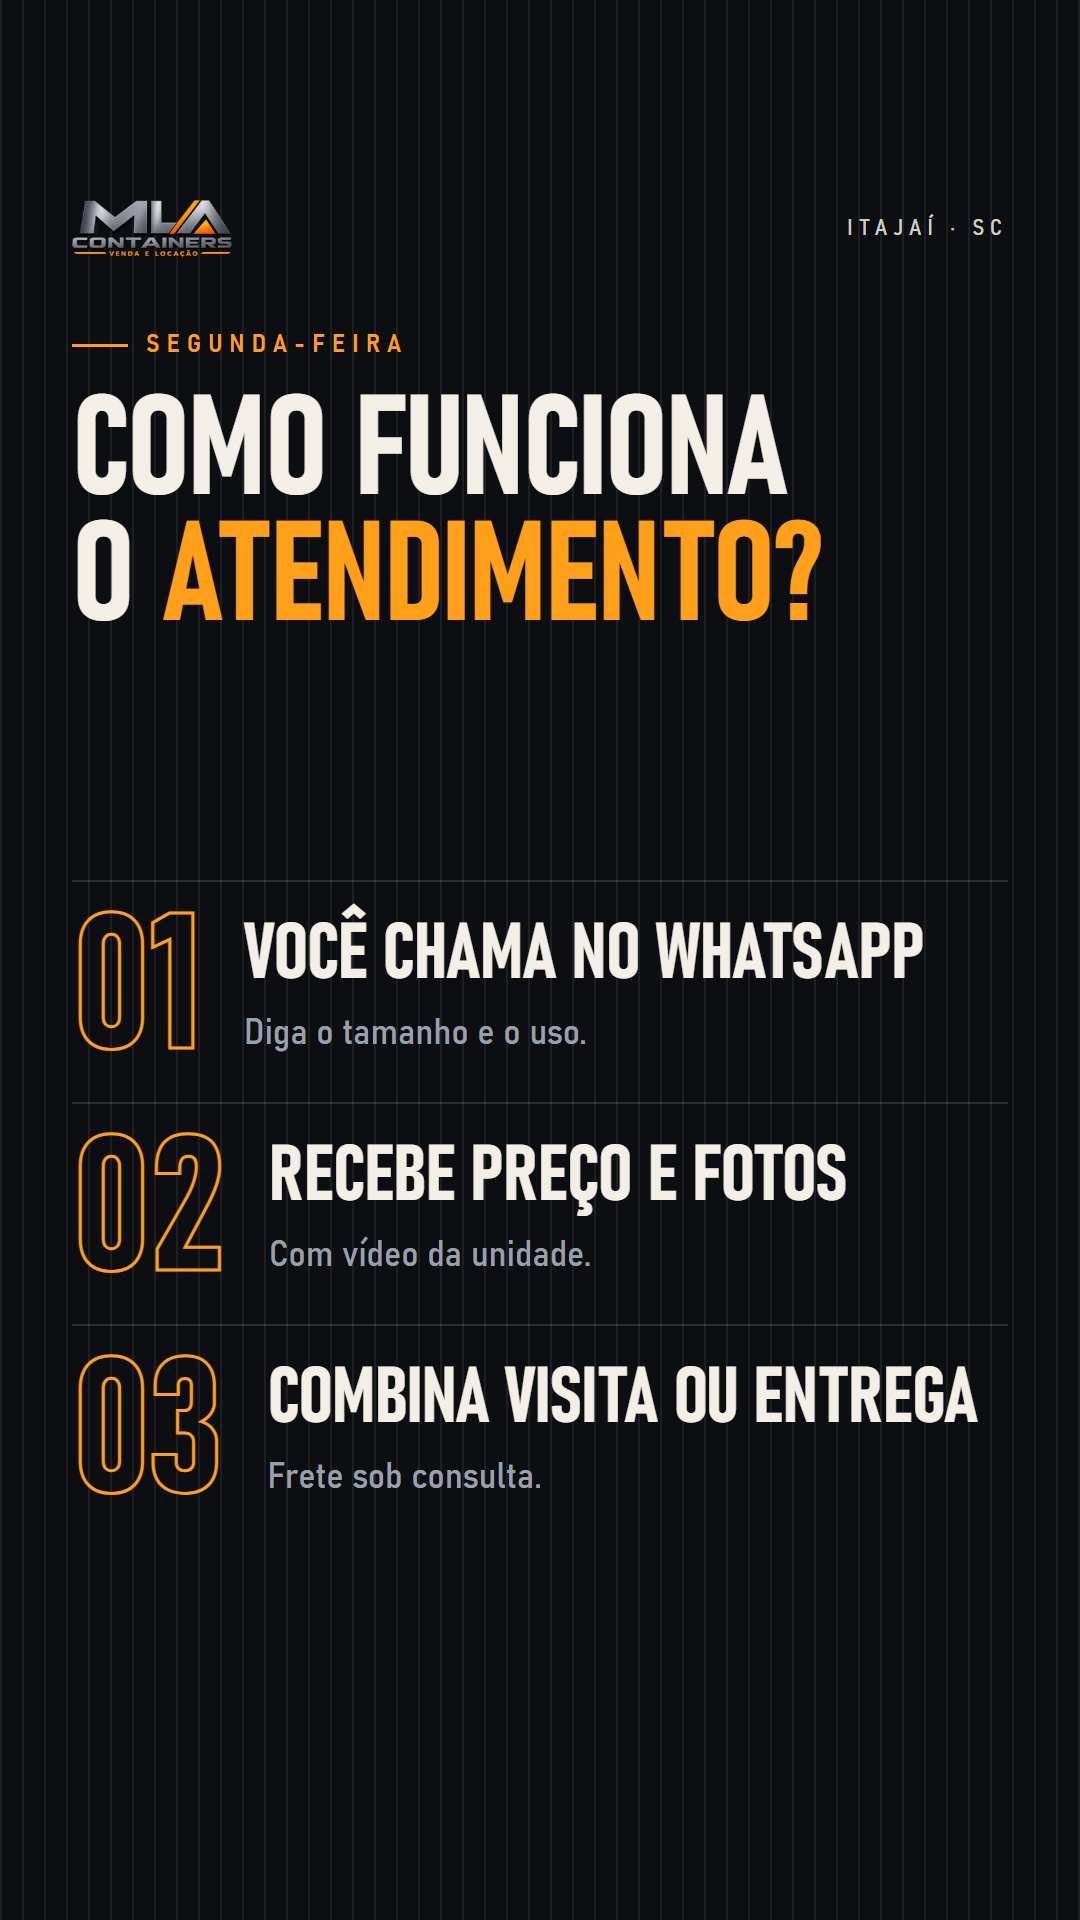 MLA
CONTAINERS
VENDA E LOCAÇÃO
ITAJAÍ · SC
SEGUNDA-FEIRA
COMO FUNCIONA
O ATENDIMENTO?
01
VOCÊ CHAMA NO WHATSAPP
Diga o tamanho e o uso.
02
RECEBE PREÇO E FOTOS
Com vídeo da unidade.
03
COMBINA VISITA OU ENTREGA
Frete sob consulta.